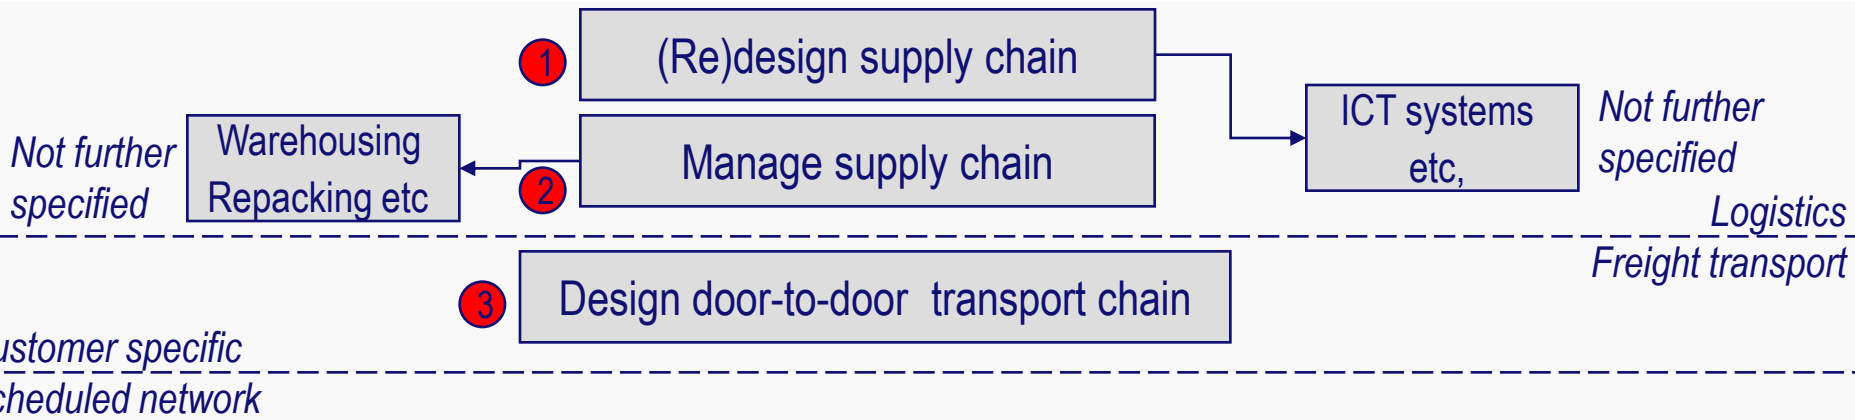 1
(Re)design supply chain
ICT systems
etc,
Not further
specified
Not further
specified
Warehousing
Repacking etc
2
Manage supply chain
Logistics
Freight transport
3
Design door-to-door transport chain
ustomer specific
cheduled network